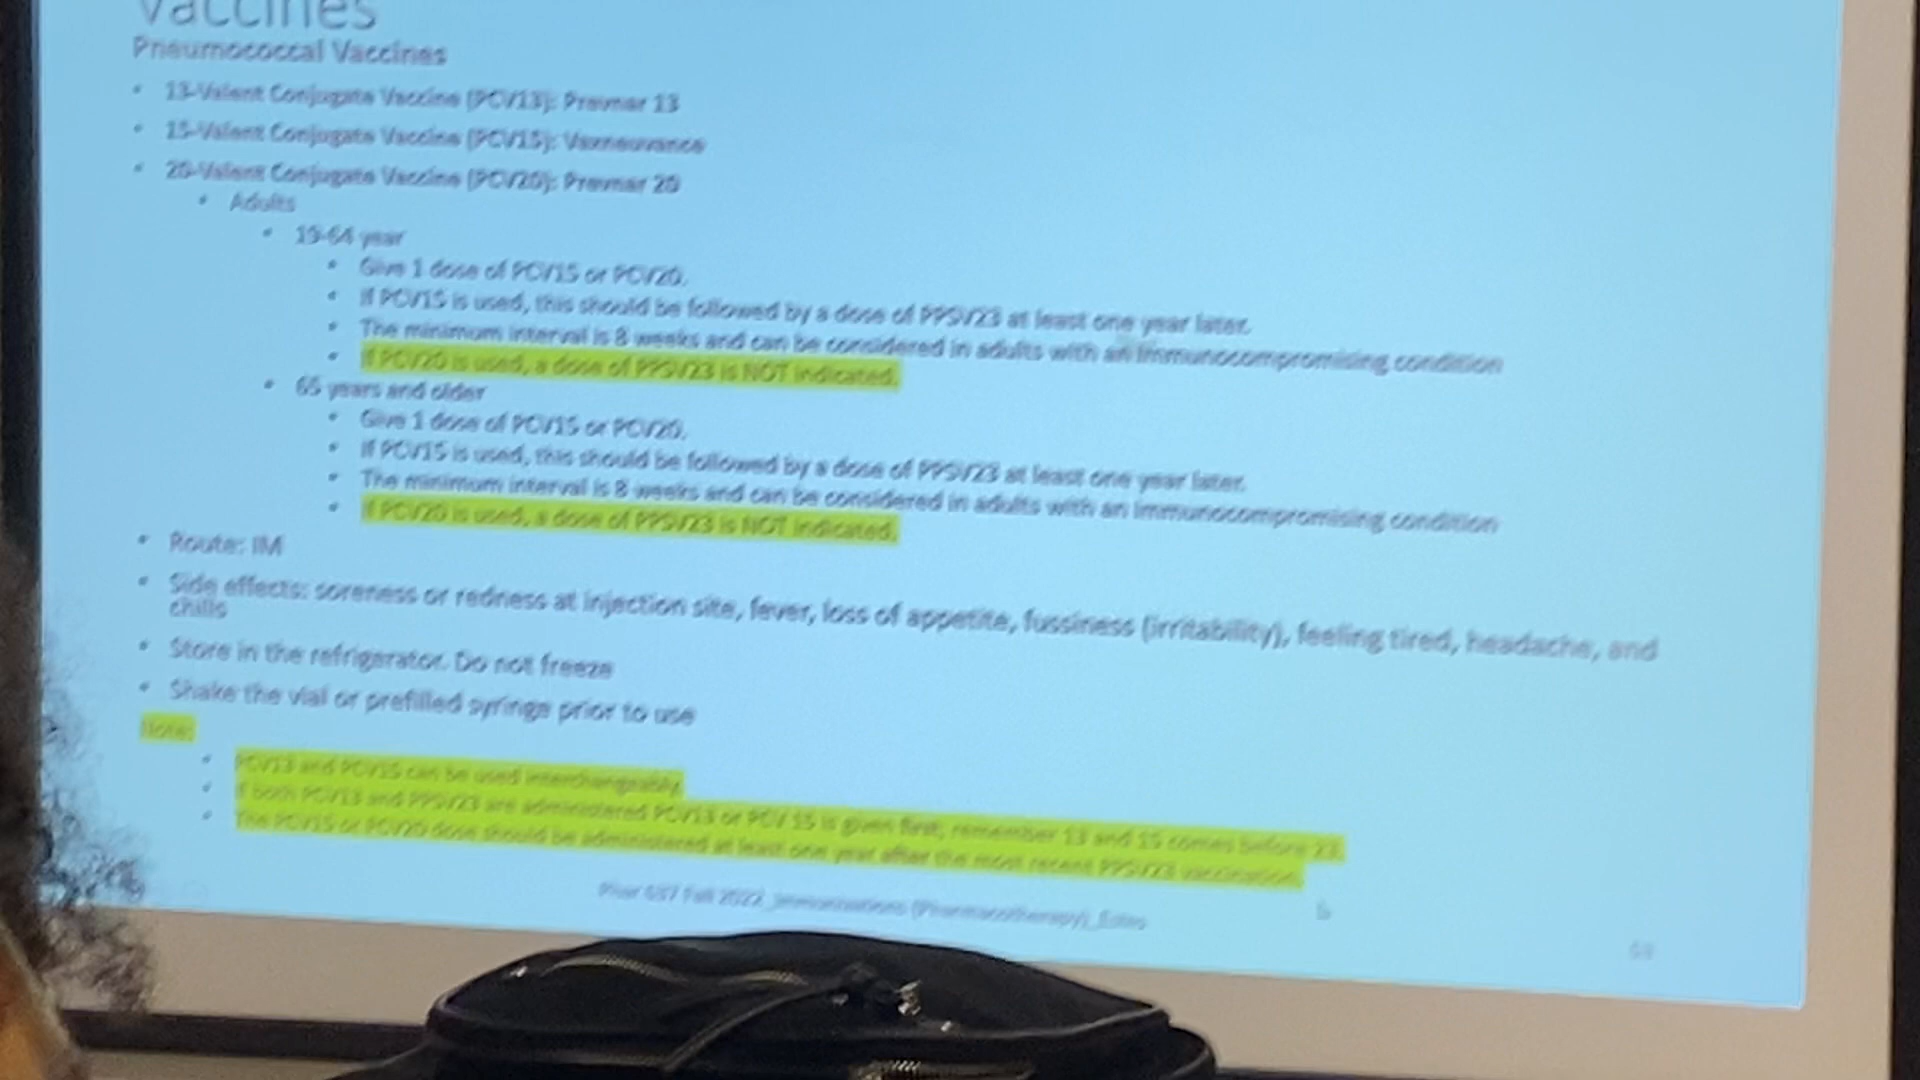 Vaccines
Pneumococcal Vaccines
• 13-Valent Conjugate Vaccine (PCV13): Prevnar 13
• 15-Valent Conjugate Vaccine (PCV15): Vaxneuvance
• 20-Valent Conjugate Vaccine (PCV20): Prevnar 20
• Adults
• 19-64 year
• Give 1 dose of PCV15 or PCV20.
• If PCV15 is used, this should be followed by a dose of PPSV23 at least one year later.
• The minimum interval is 8 weeks and can be considered in adults with an immunocompromising condition
• If PCV20 is used, a dose of PPSV23 is NOT indicated.
• 65 years and older
• Give 1 dose of PCV15 or PCV20.
• If PCV15 is used, this should be followed by a dose of PPSV23 at least one year later.
• The minimum interval is 8 weeks and can be considered in adults with an immunocompromising condition
• If PCV20 is used, a dose of PPSV23 is NOT indicated.
• Route: IM
• Side effects: soreness or redness at injection site, fever, loss of appetite, fussiness (irritability), feeling tired, headache, and
chills
• Store in the refrigerator. Do not freeze
• Shake the vial or prefilled syringe prior to use
Note:
• PCV13 and PCV15 can be used interchangeably.
• If both PCV13 and PPSV23 are administered PCV13 or PCV 15 is given first, remember 13 and 15 comes before 23.
• The PCV15 or PCV20 dose should be administered at least one year after the most recent PPSV23 vaccination.
Fall 2022_Immunizations (Pharmacotherapy)_